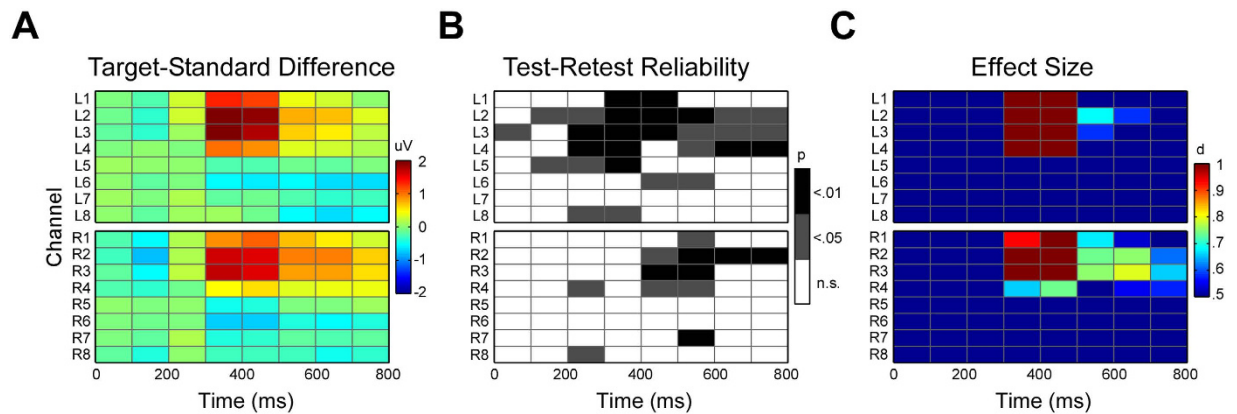 A
B
C
Target-Standard Difference
Test-Retest Reliability
Effect Size
L1
L2
L3
L4
L5
L6
L7
L8
R1
R2
R3
R4
R5
R6
R7
R8
Channel
0 200 400 600 800
Time (ms)
uV
2
1
0
-1
-2
L1
L2
L3
L4
L5
L6
L7
L8
R1
R2
R3
R4
R5
R6
R7
R8
0 200 400 600 800
Time (ms)
p
<.01
<.05
n.s.
L1
L2
L3
L4
L5
L6
L7
L8
R1
R2
R3
R4
R5
R6
R7
R8
0 200 400 600 800
Time (ms)
d
1
.9
.8
.7
.6
.5